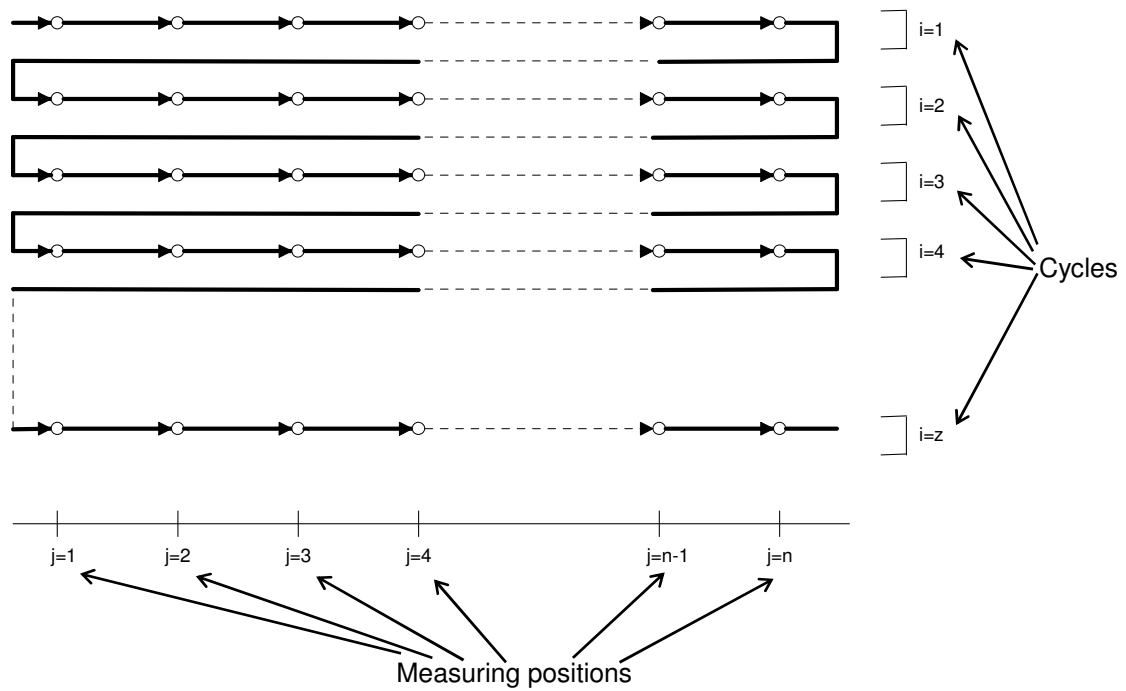 i=1
i=2
i=3
i=4
Cycles
i=z
j=1 j=2 j=3 j=4 j=n-1 j=n
Measuring positions